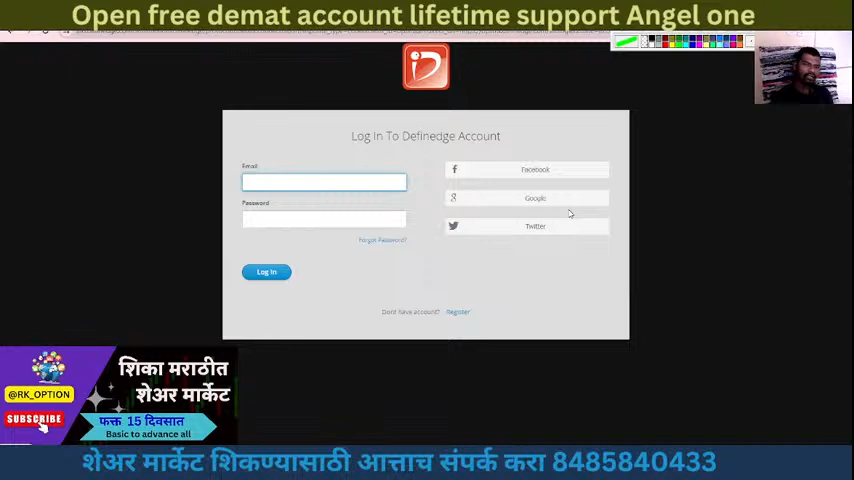 Open free demat account lifetime support Angel one
Log In To Definedge Account
Email
Password
Forgot Password?
Log In
Facebook
Google
Twitter
Dont have account? Register
शिका मराठीत
शेअर मार्केट
@RK_OPTION
SUBSCRIBE
फक्त 15 दिवसात
Basic to advance all
शेअर मार्केट शिकण्यासाठी आत्ताच संपर्क करा 8485840433